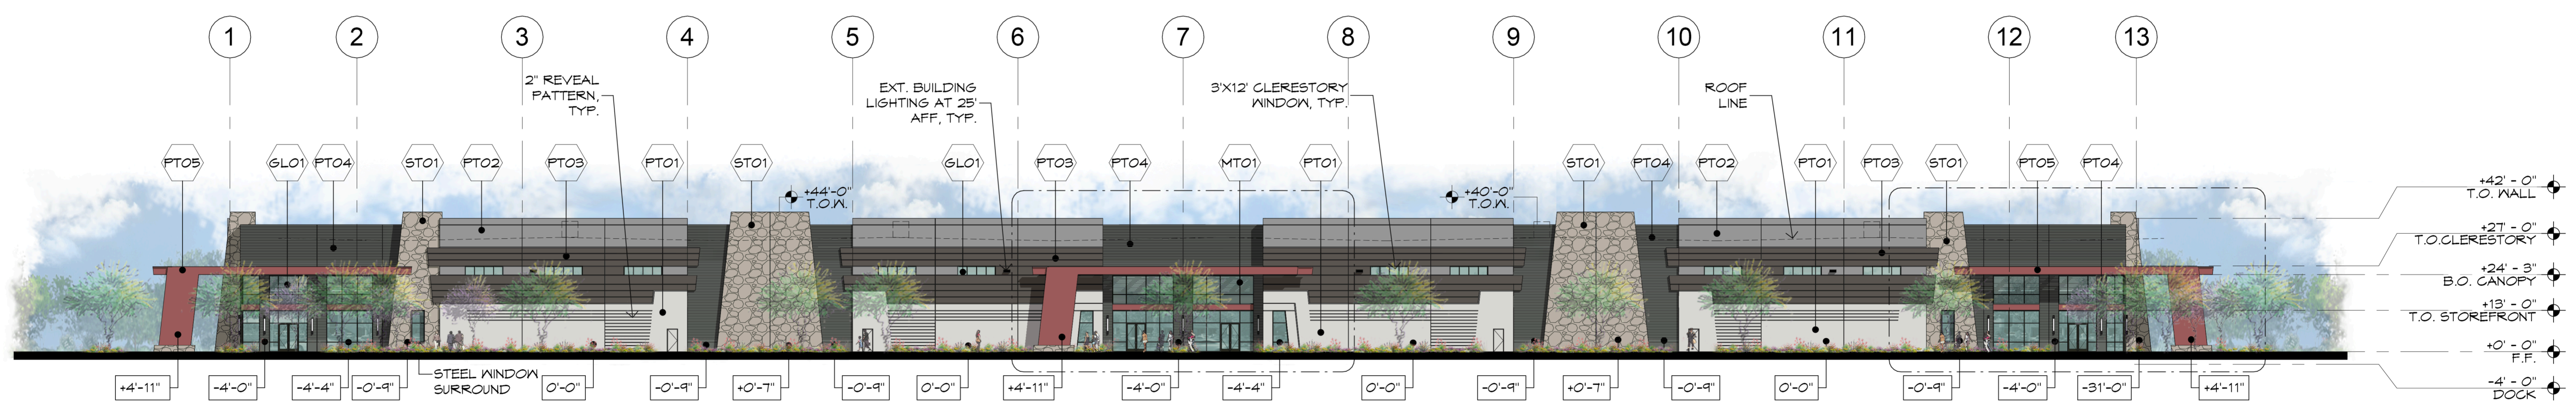 1 2 3 4 5 6 7 8 9 10 11 12 13
2" REVEAL
PATTERN,
TYP.
EXT. BUILDING
LIGHTING AT 25'
AFF, TYP.
3'X12' CLERESTORY
WINDOW, TYP.
ROOF
LINE
PT05 GL01 PT04 ST01 PT02 PT03 PT01 ST01 GL01 PT03 PT04 MT01 PT01 ST01 PT04 PT02 PT01 PT03 ST01 PT05 PT04
+44'-0"
T.O.W.
+40'-0"
T.O.W.
+42' - 0"
T.O. WALL
+27' - 0"
T.O.CLERESTORY
+24' - 3"
B.O. CANOPY
+13' - 0"
T.O. STOREFRONT
+0' - 0"
F.F.
-4' - 0"
DOCK
STEEL WINDOW
SURROUND
+4'-11" -4'-0" -4'-4" -0'-9" 0'-0" -0'-9" +0'-7" -0'-9" 0'-0" +4'-11" -4'-0" -4'-4" 0'-0" -0'-9" +0'-7" -0'-9" 0'-0" -0'-9" -4'-0" -31'-0" +4'-11"